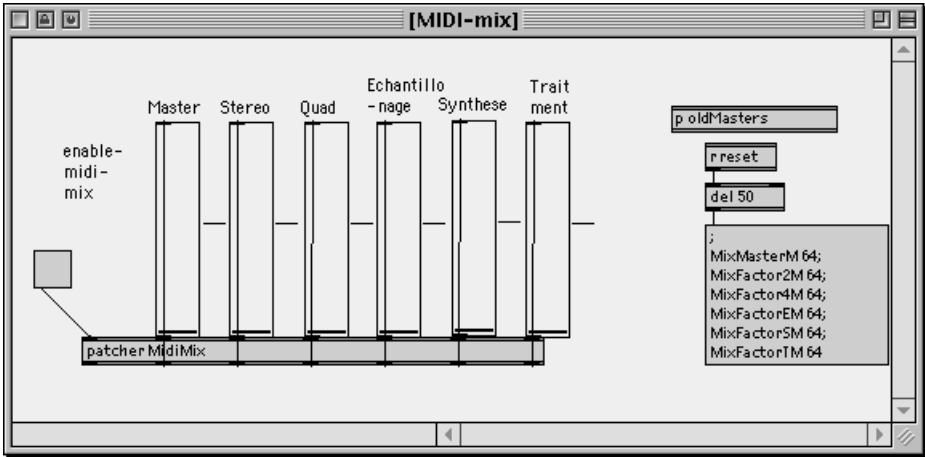 [MIDI-mix]
Echantillo
-nage
Trait
ment
Master
Stereo
Quad
Synthese
enable-
midi-
mix
p oldMasters
r reset
del 50
;
MixMasterM 64;
MixFactor2M 64;
MixFactor4M 64;
MixFactorEM 64;
MixFactorSM 64;
MixFactorTM 64
patcher MidiMix